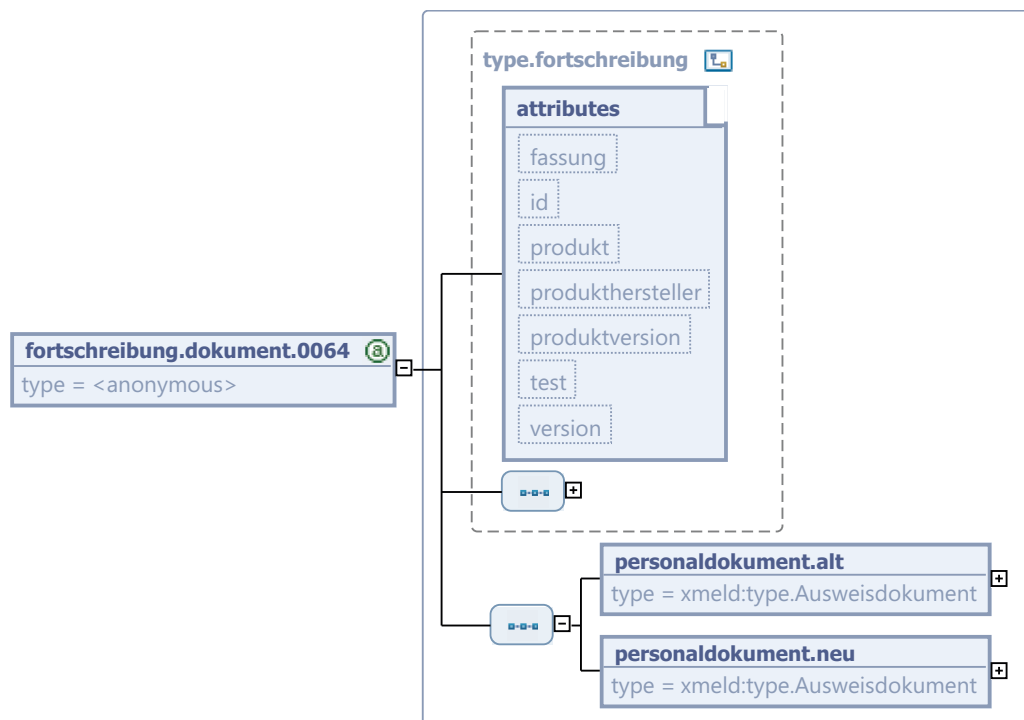 type.fortschreibung
attributes
fassung
id
produkt
produkthersteller
produktversion
test
version
fortschreibung.dokument.0064 @
type = <anonymous>
personaldokument.alt
type = xmeld:type.Ausweisdokument
personaldokument.neu
type = xmeld:type.Ausweisdokument